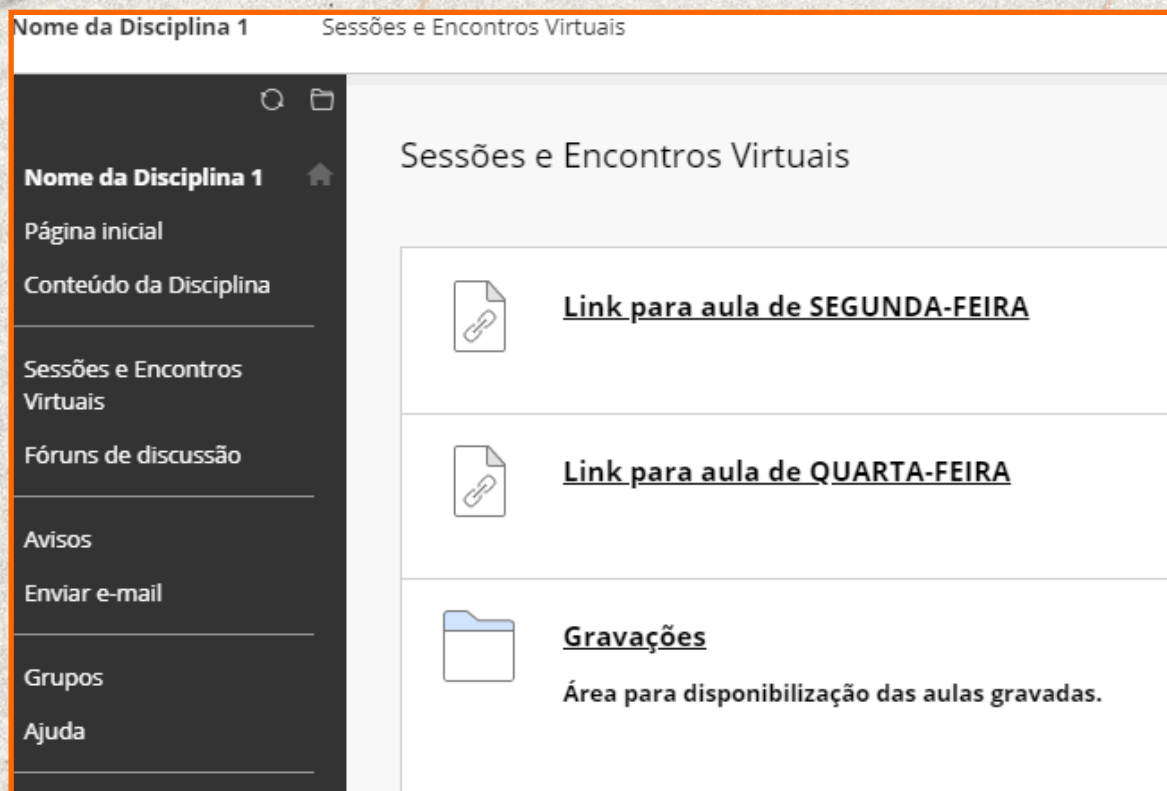 Nome da Disciplina 1 Sessões e Encontros Virtuais
Nome da Disciplina 1
Página inicial
Conteúdo da Disciplina
Sessões e Encontros
Virtuais
Fóruns de discussão
Avisos
Enviar e-mail
Grupos
Ajuda
Sessões e Encontros Virtuais
Link para aula de SEGUNDA-FEIRA
Link para aula de QUARTA-FEIRA
Gravações
Área para disponibilização das aulas gravadas.